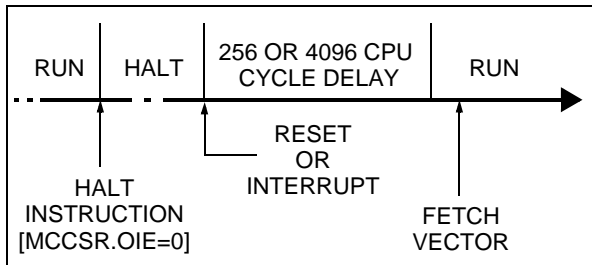 RUN
HALT
256 OR 4096 CPU
CYCLE DELAY
RUN
RESET
OR
INTERRUPT
HALT
INSTRUCTION
[MCCSR.OIE=0]
FETCH
VECTOR